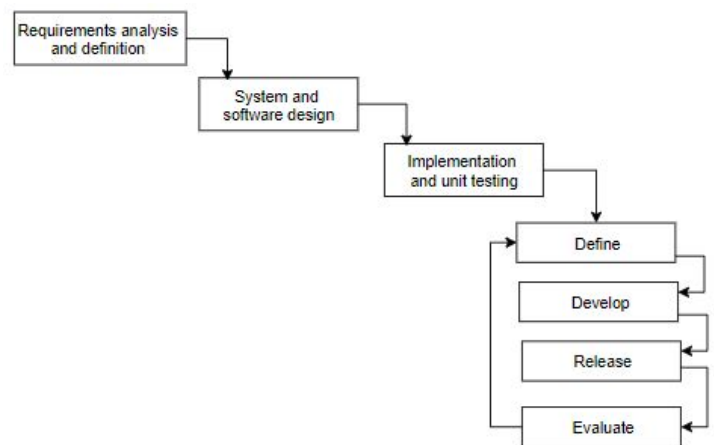 Requirements analysis
and definition
System and
software design
Implementation
and unit testing
Define
Develop
Release
Evaluate